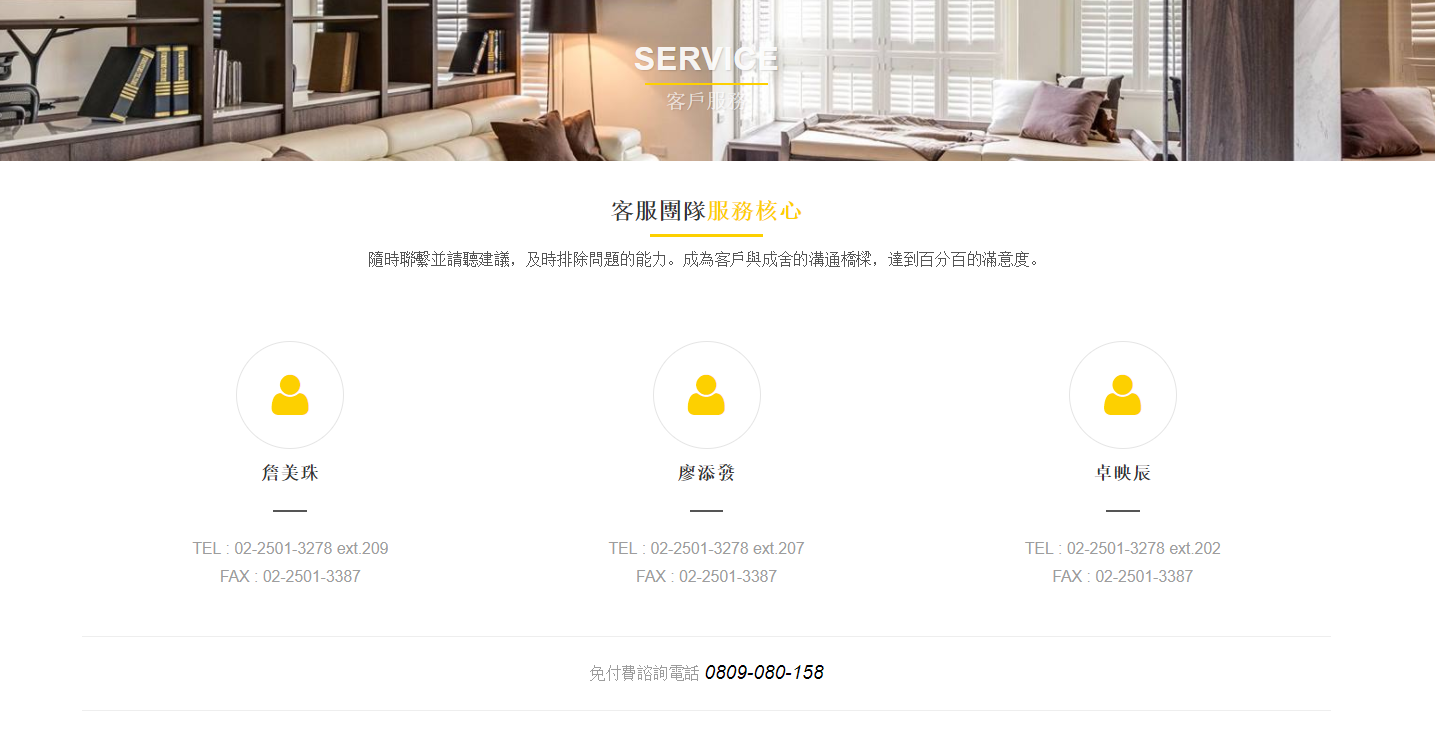 SERVICE
客戶服務
客服團隊服務核心
隨時聯繫並請聽建議，及時排除問題的能力。成為客戶與成舍的溝通橋樑，達到百分百的滿意度。
詹美珠
TEL : 02-2501-3278 ext.209
FAX : 02-2501-3387
廖添發
TEL : 02-2501-3278 ext.207
FAX : 02-2501-3387
卓映辰
TEL : 02-2501-3278 ext.202
FAX : 02-2501-3387
免付費諮詢電話 0809-080-158